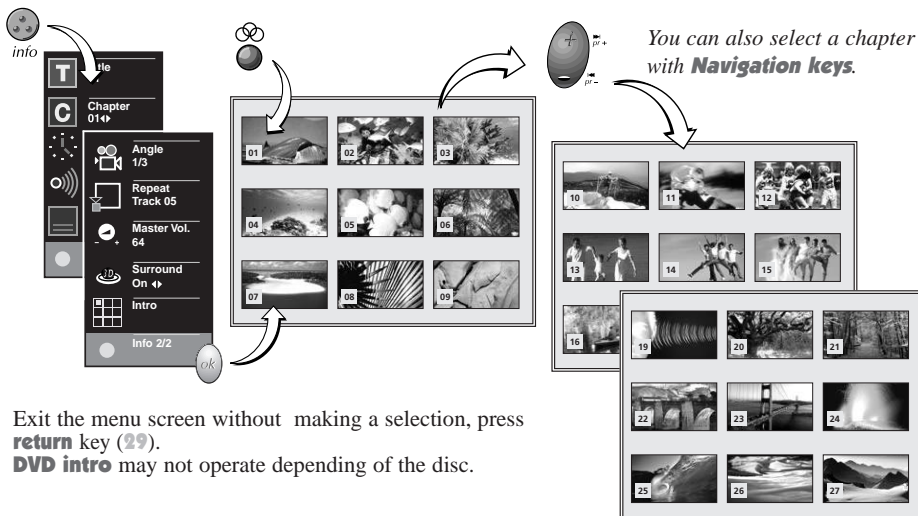 info
You can also select a chapter
with Navigation keys.
pr +
pr -
T
C
Chapter
01
Angle
1/3
Repeat
Track 05
Master Vol.
64
3D
Surround
On
Intro
Info 2/2
ok
01
02
03
04
05
06
07
08
09
10
11
12
13
14
15
16
19
20
21
22
23
24
25
26
27
Exit the menu screen without making a selection, press
return key (29).
DVD intro may not operate depending of the disc.